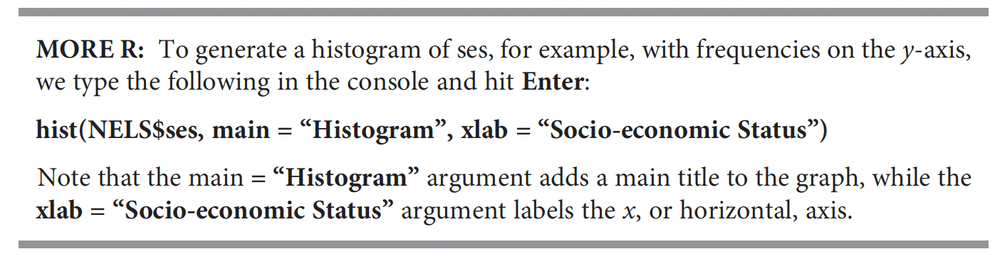 MORE R: To generate a histogram of ses, for example, with frequencies on the y-axis,
we type the following in the console and hit Enter:
hist(NELS$ses, main = “Histogram”, xlab = “Socio-economic Status”)
Note that the main = “Histogram” argument adds a main title to the graph, while the
xlab = “Socio-economic Status” argument labels the x, or horizontal, axis.